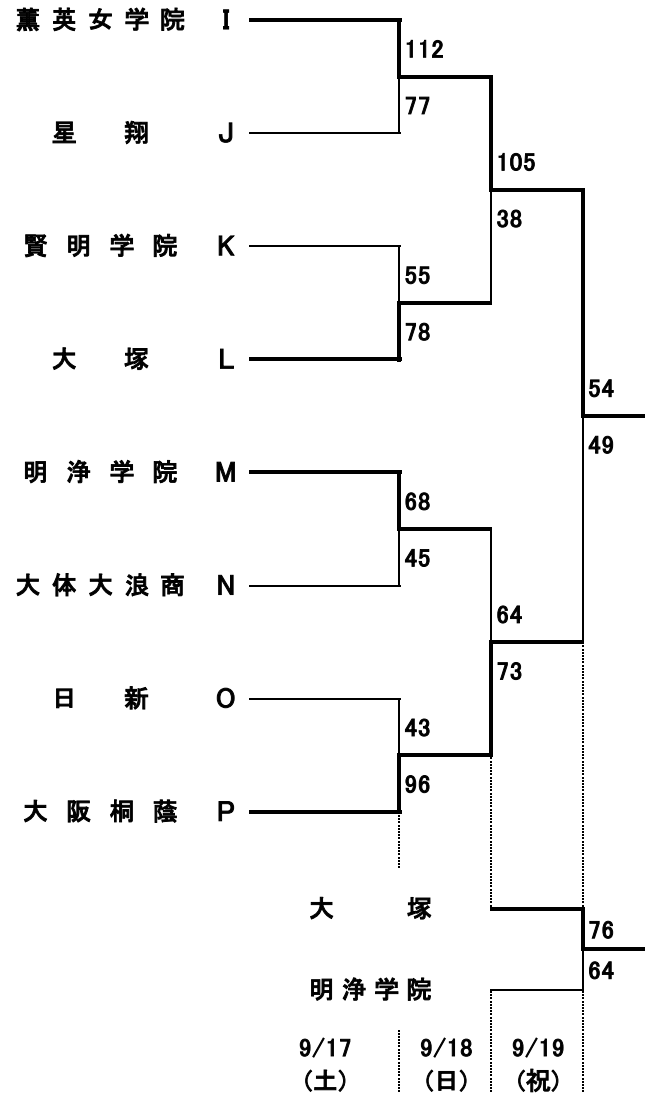 薫英女学院 I
112
77
星翔 J
105
38
賢明学院 K
55
78
大塚 L
54
49
明浄学院 M
68
45
大体大浪商 N
64
73
日新 O
43
96
大阪桐蔭 P
大塚
76
64
明浄学院
9/17 9/18 9/19
（土） （日） （祝）